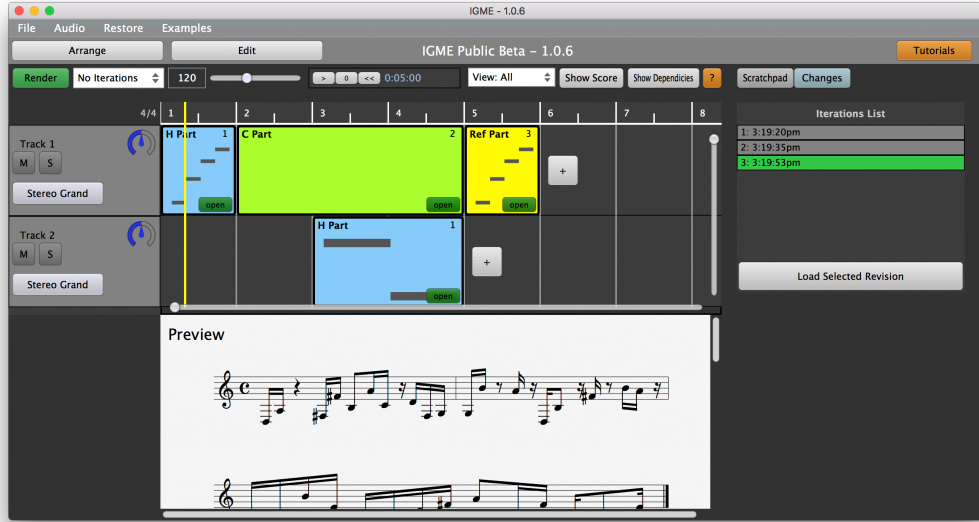 IGME - 1.0.6
File Audio Restore Examples
Arrange Edit IGME Public Beta – 1.0.6 Tutorials
Render No Iterations 120 > 0 << 0:05:00 View: All Show Score Show Dependicies ? Scratchpad Changes
4/4 1 2 3 4 5 6 7 8
Iterations List
H Part 1 C Part 2 Ref Part 3
1: 3:19:20pm
2: 3:19:35pm
3: 3:19:53pm
Track 1
M S
+
Stereo Grand
open open open
H Part 1
Track 2
M S
+
Load Selected Revision
Stereo Grand
open
Preview